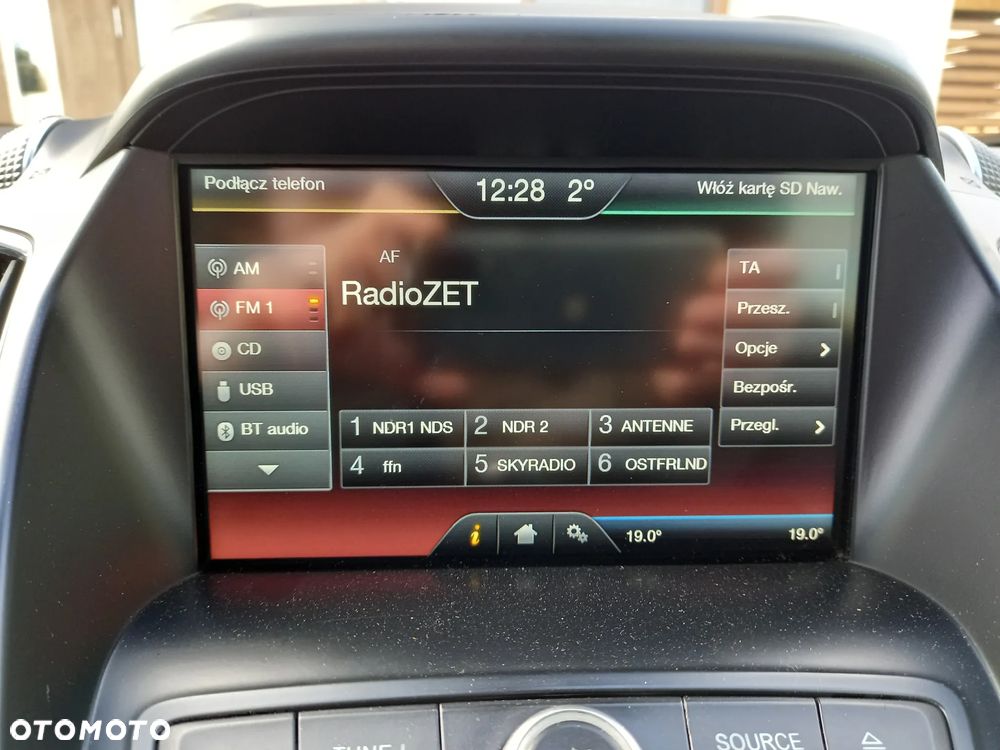 Podłącz telefon
12:28 2°
Włóż kartę SD Naw.
AM
FM 1
CD
USB
BT audio
AF
RadioZET
TA
Przesz.
Opcje
Bezpośr.
Przegl.
1 NDR1 NDS
2 NDR 2
3 ANTENNE
4 ffn
5 SKYRADIO
6 OSTFRLND
i
19.0°
19.0°
TUNE
SOURCE
OTOMOTO